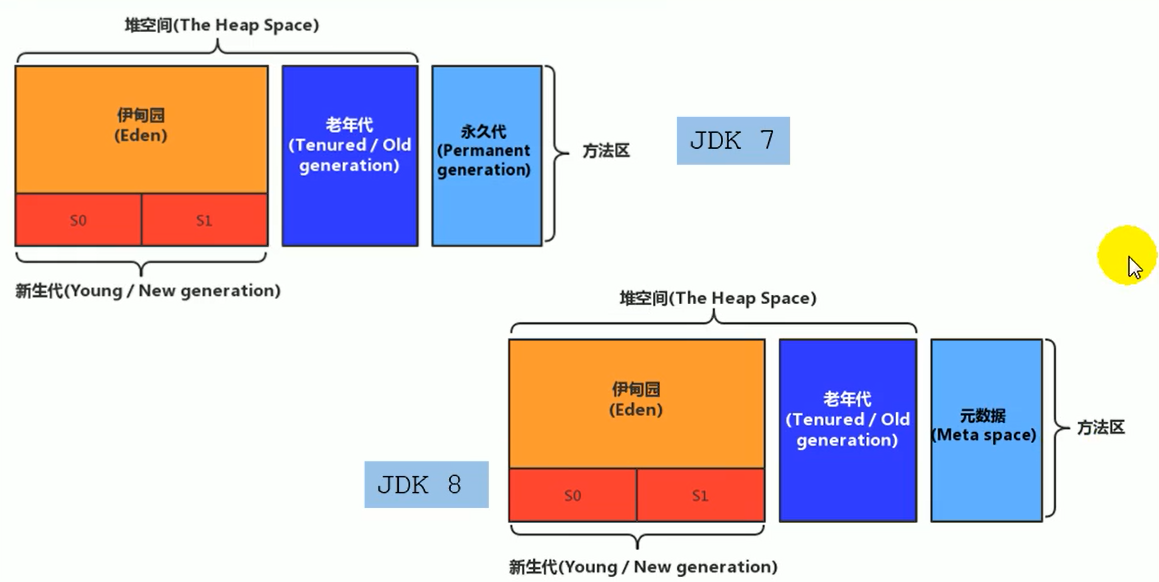 堆空间(The Heap Space)
伊甸园
(Eden)
S0
S1
老年代
(Tenured / Old
generation)
永久代
(Permanent
generation)
方法区
JDK 7
新生代(Young / New generation)
堆空间(The Heap Space)
伊甸园
(Eden)
S0
S1
老年代
(Tenured / Old
generation)
元数据
(Meta space)
方法区
JDK 8
新生代(Young / New generation)